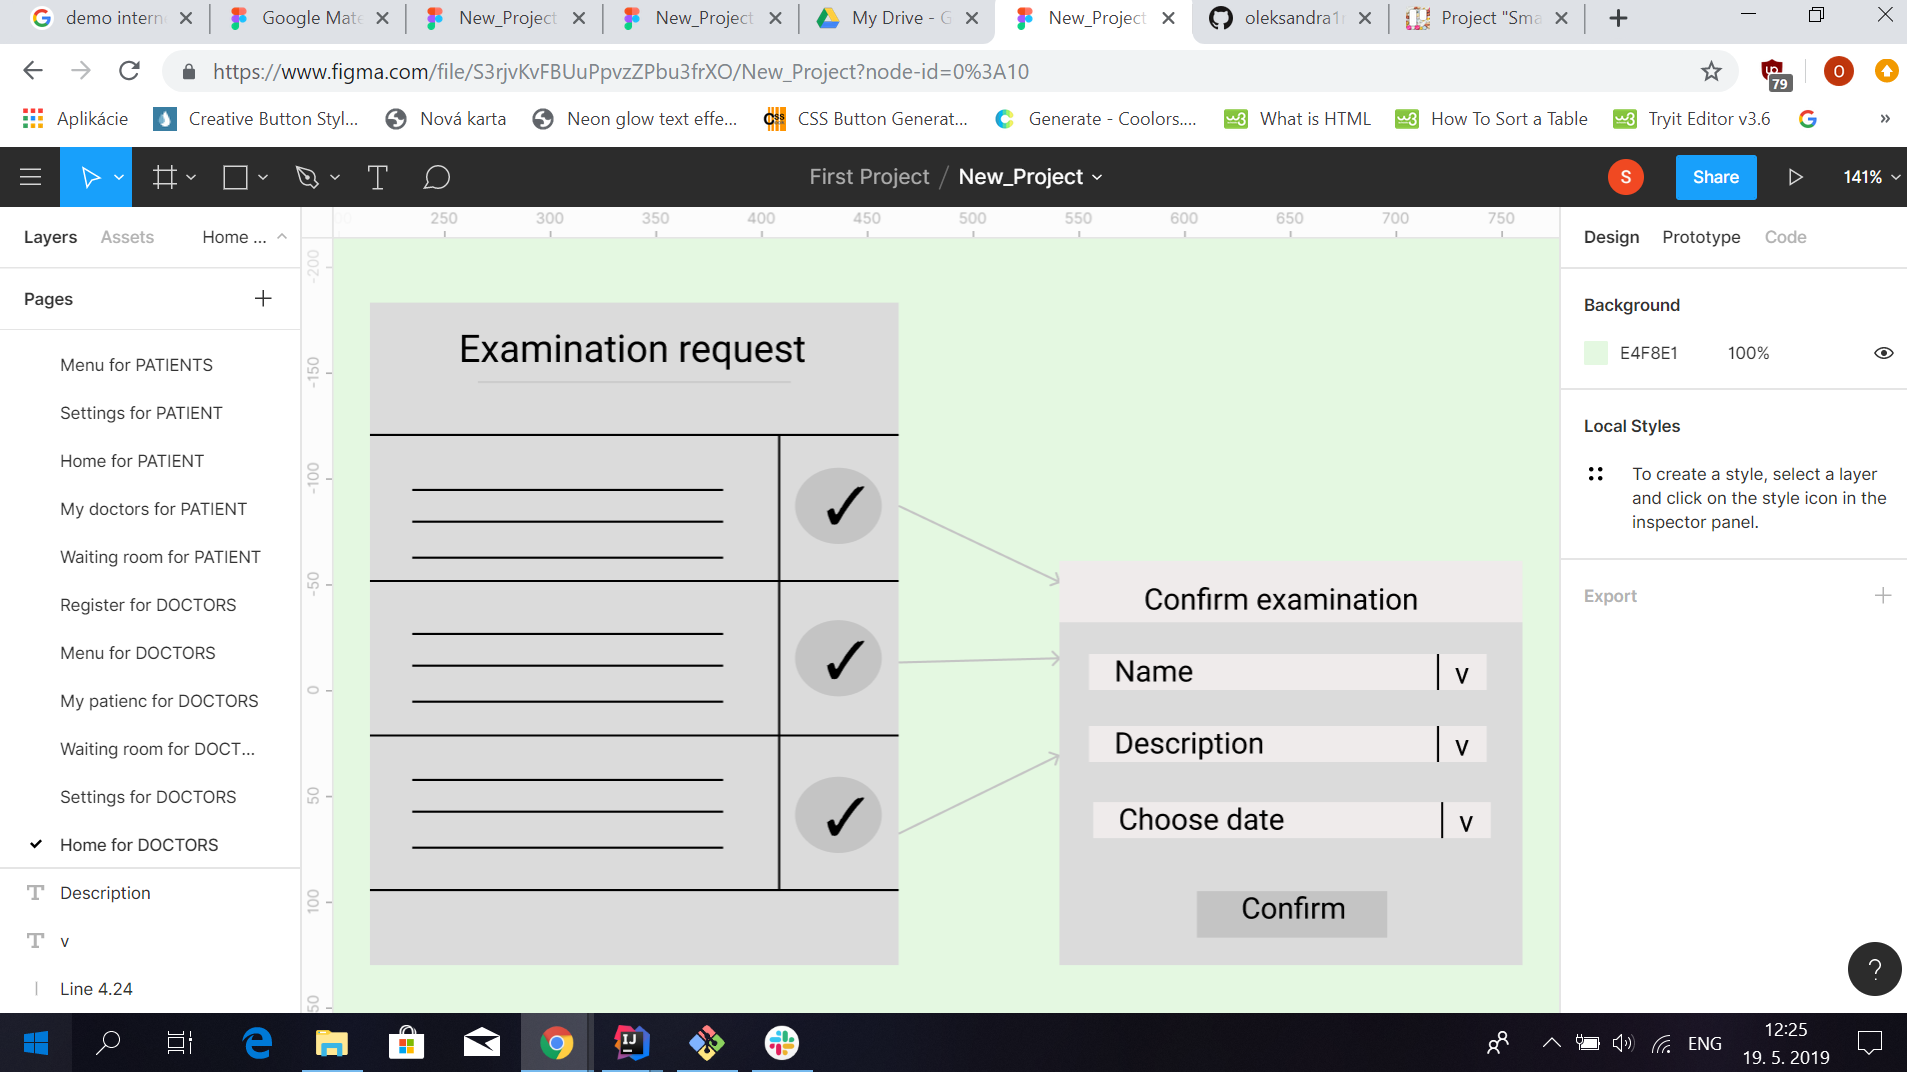 demo intern
Google Mate
New_Project
New_Project
My Drive - G
New_Project
oleksandra1
Project "Sma
https://www.figma.com/file/S3rjvKvFBUuPpvzZPbu3frXO/New_Project?node-id=0%3A10
79
O
Aplikácie
Creative Button Styl...
Nová karta
Neon glow text effe...
CSS Button Generat...
Generate - Coolors....
What is HTML
How To Sort a Table
Tryit Editor v3.6
»
First Project / New_Project
S
Share
141%
Layers
Assets
Home ...
250 300 350 400 450 500 550 600 650 700 750
Design
Prototype
Code
Pages
Menu for PATIENTS
Settings for PATIENT
Home for PATIENT
My doctors for PATIENT
Waiting room for PATIENT
Register for DOCTORS
Menu for DOCTORS
My patienc for DOCTORS
Waiting room for DOCT...
Settings for DOCTORS
Home for DOCTORS
Description
v
Line 4.24
-200
-150
-100
-50
0
50
100
Examination request
✓
✓
✓
Confirm examination
Name v
Description v
Choose date v
Confirm
Background
E4F8E1 100%
Local Styles
To create a style, select a layer
and click on the style icon in the
inspector panel.
Export
?
IJ
ENG
12:25
19. 5. 2019